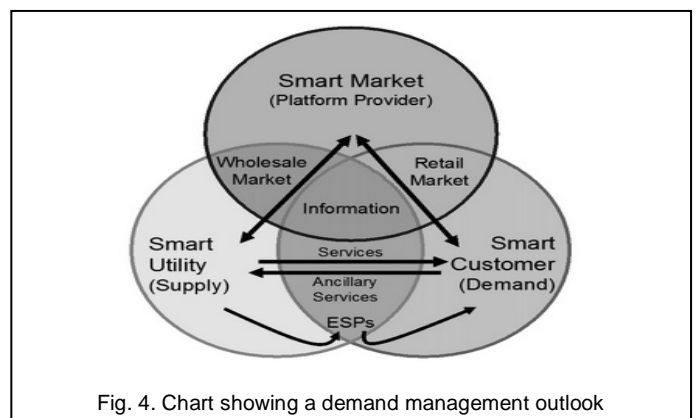 Smart Market
(Platform Provider)
Wholesale
Market
Retail
Market
Information
Smart
Utility
(Supply)
Services
Ancillary
Services
ESPs
Smart
Customer
(Demand)
Fig. 4. Chart showing a demand management outlook